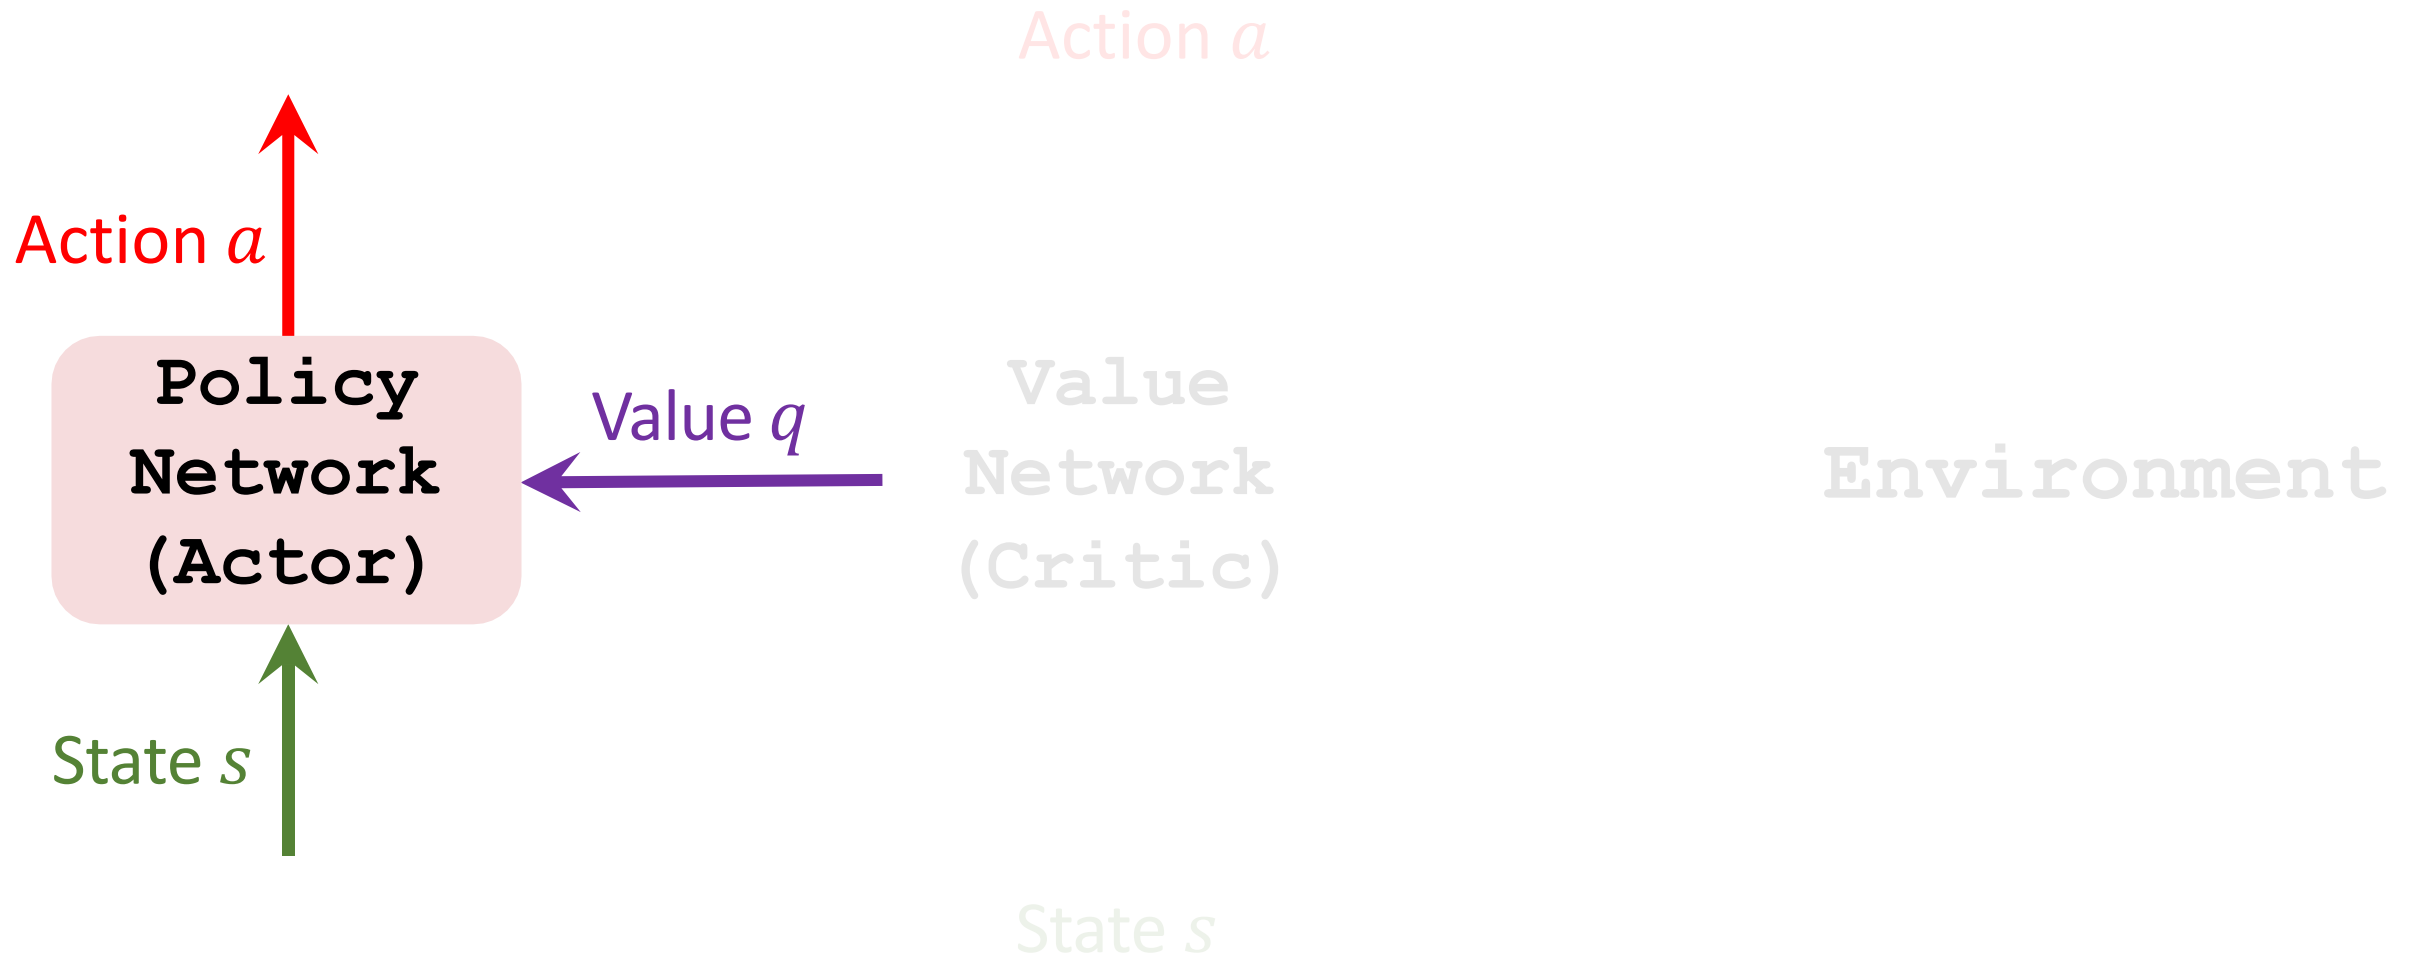 Action a
Action a
Policy
Network
(Actor)
Value q
Value
Network
(Critic)
Environment
State s
State s